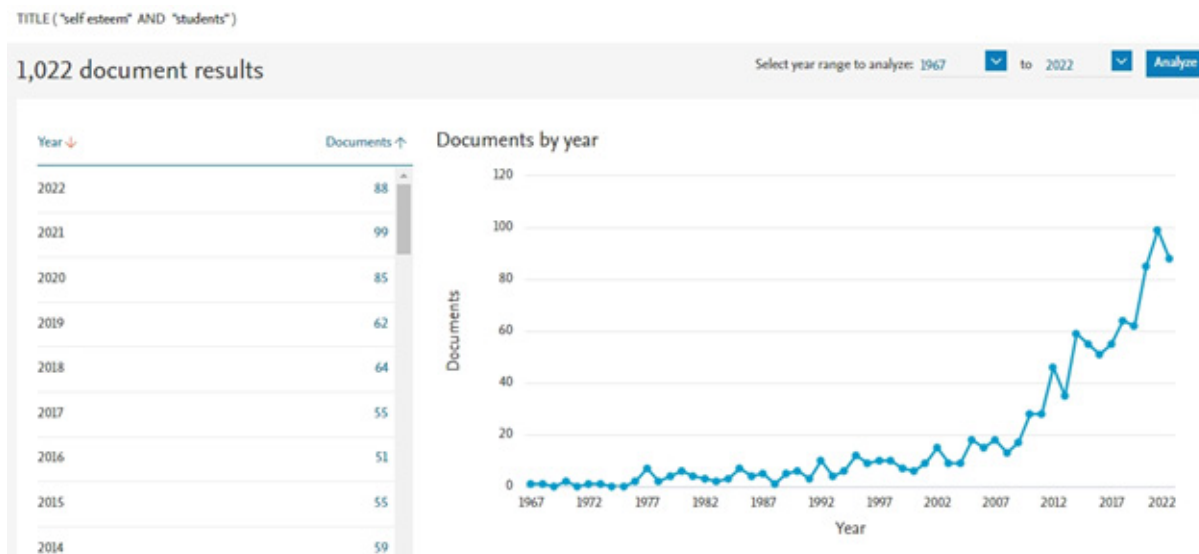 TITLE ( "self esteem" AND "students" )
1,022 document results
Select year range to analyze: 1967 to 2022 Analyze
Year Documents
2022 88
2021 99
2020 85
2019 62
2018 64
2017 55
2016 51
2015 55
2014 59
Documents by year
120
100
80
60
40
20
0
Documents
1967 1972 1977 1982 1987 1992 1997 2002 2007 2012 2017 2022
Year